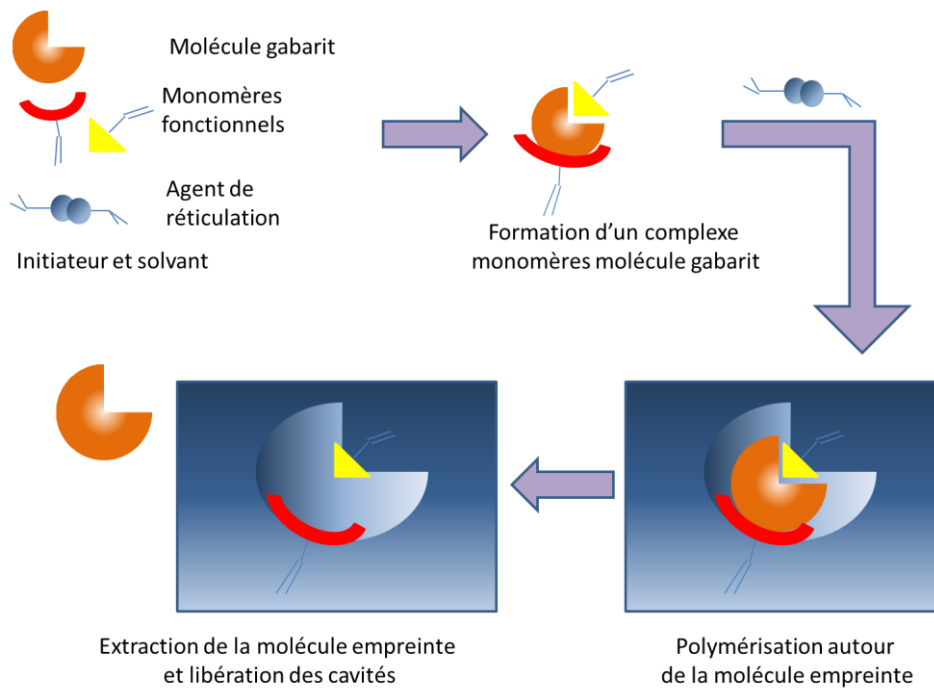 Molécule gabarit
Monomères
fonctionnels
Agent de
réticulation
Initiateur et solvant
Formation d’un complexe
monomères molécule gabarit
Extraction de la molécule empreinte
et libération des cavités
Polymérisation autour
de la molécule empreinte